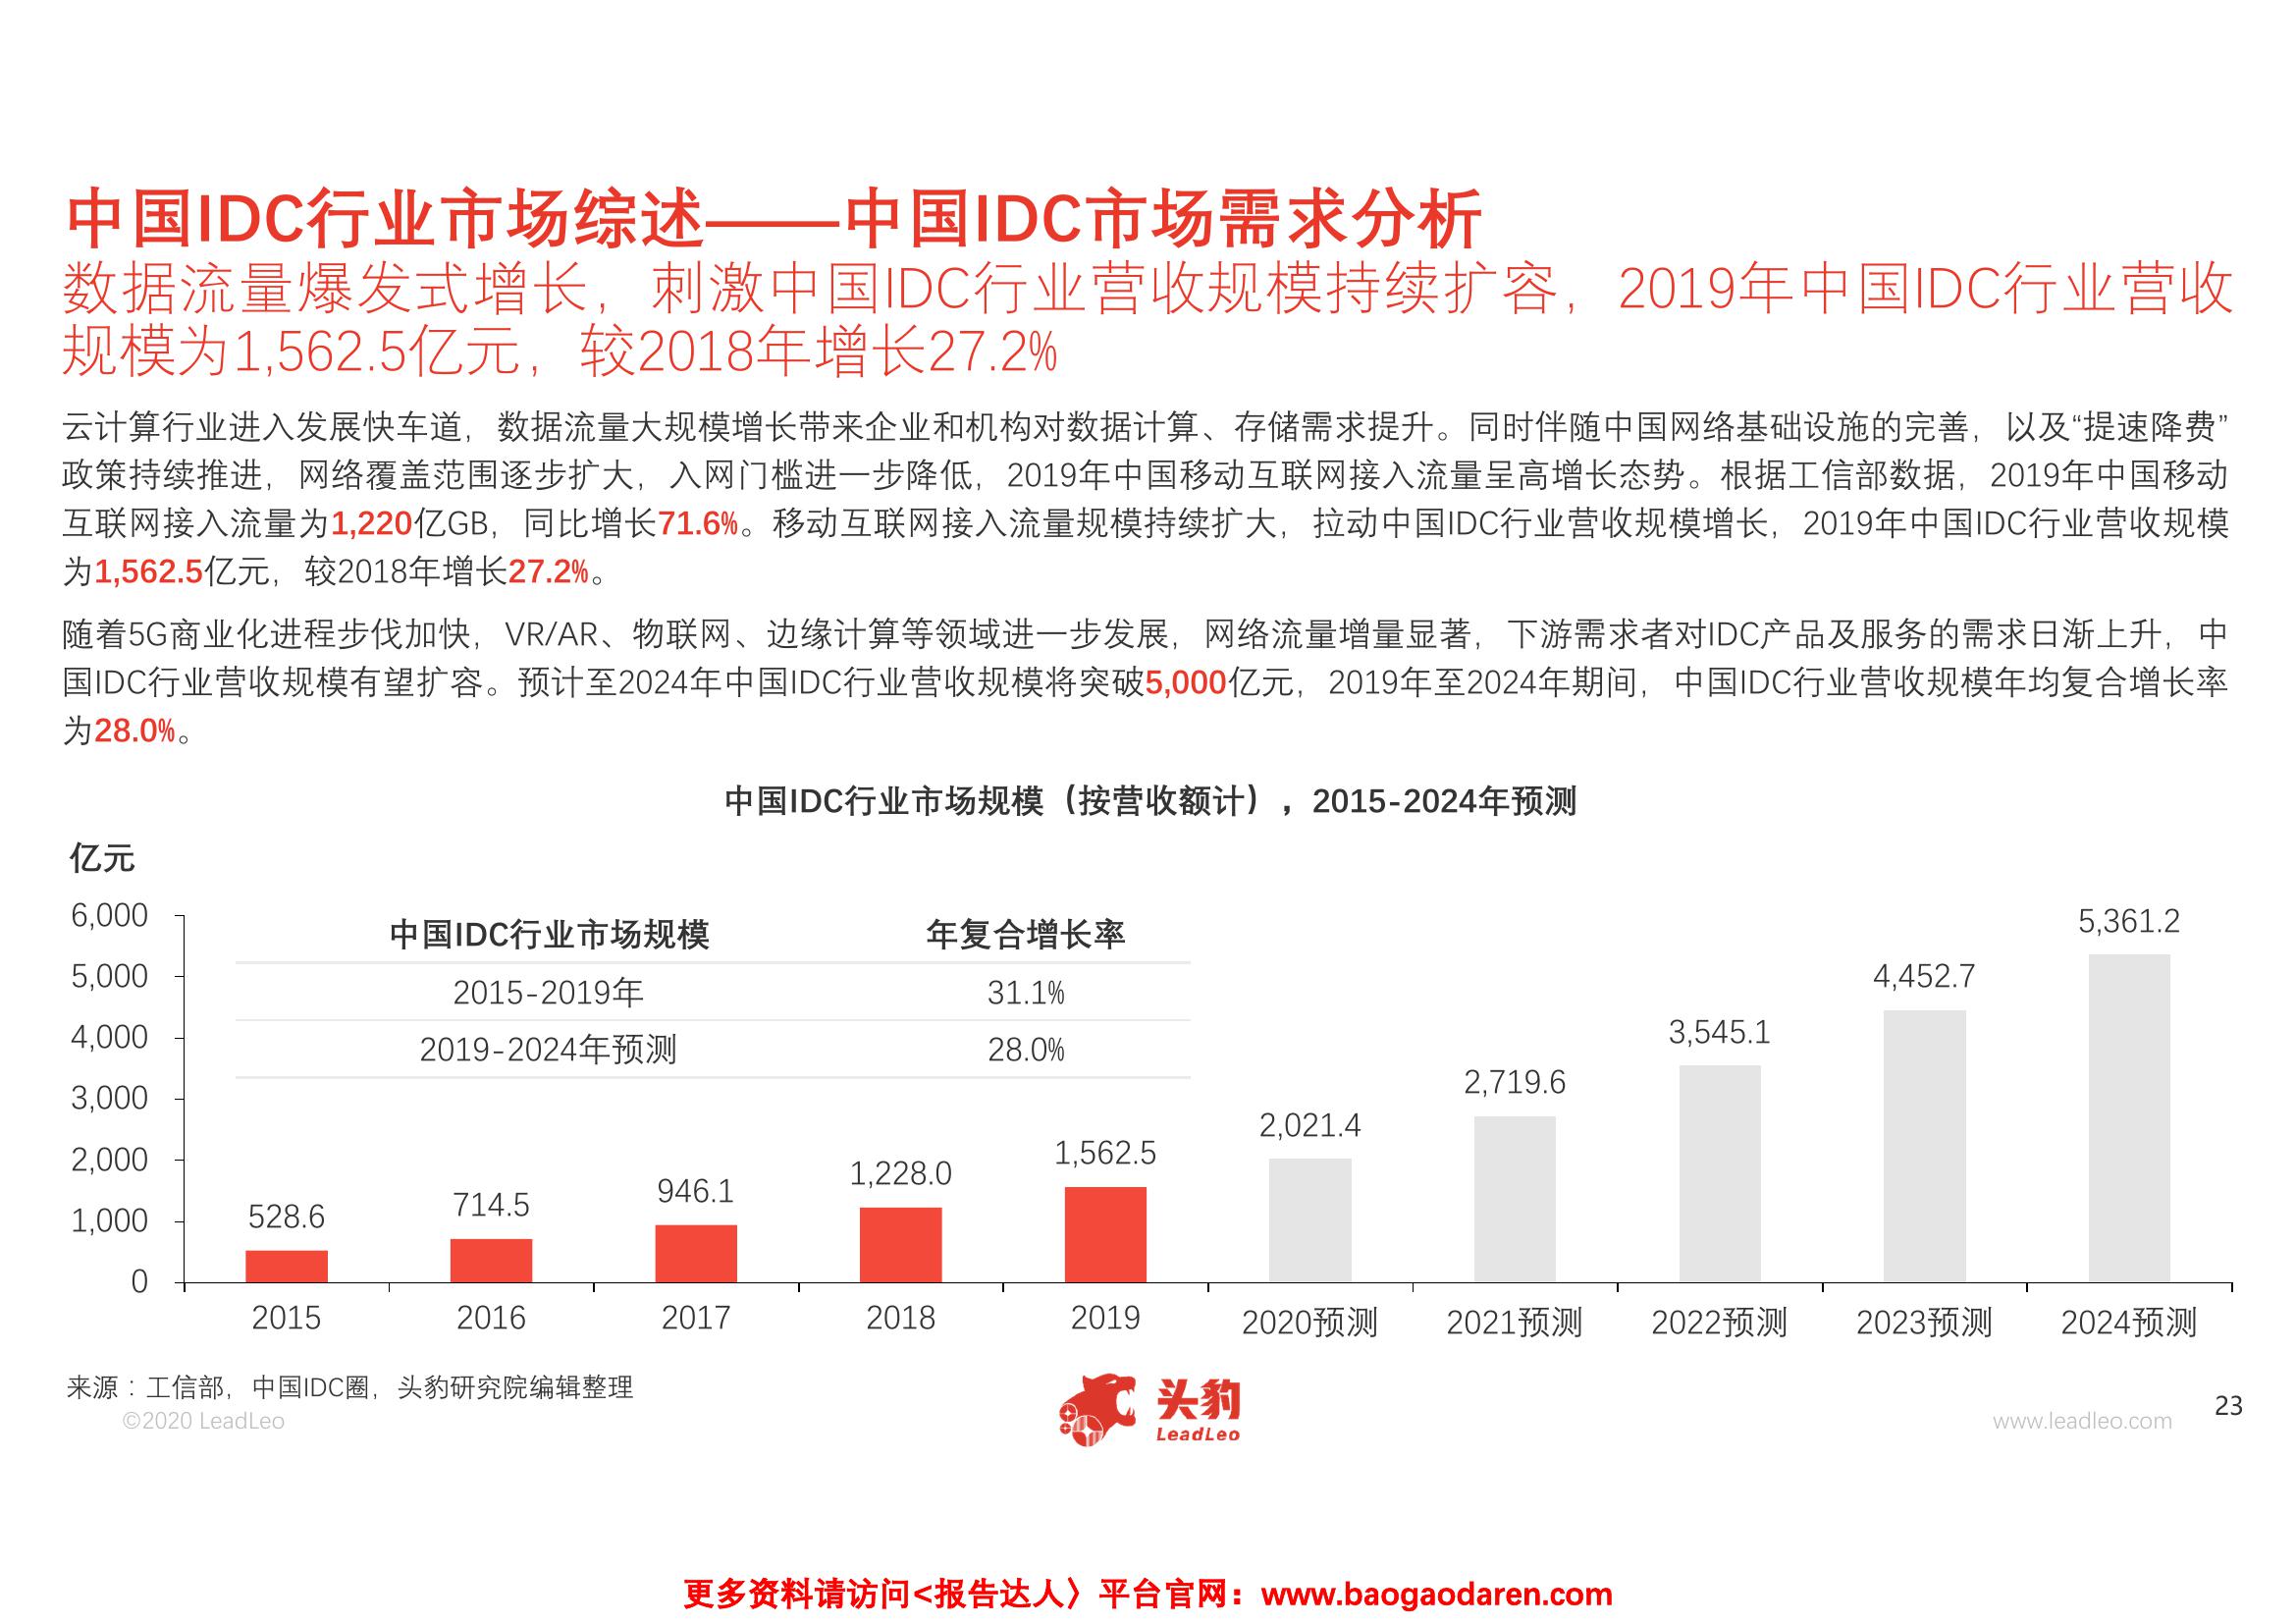 中国IDC行业市场综述——中国IDC市场需求分析
数据流量爆发式增长，刺激中国IDC行业营收规模持续扩容，2019年中国IDC行业营收
规模为1,562.5亿元，较2018年增长27.2%
云计算行业进入发展快车道，数据流量大规模增长带来企业和机构对数据计算、存储需求提升。同时伴随中国网络基础设施的完善，以及“提速降费”
政策持续推进，网络覆盖范围逐步扩大，入网门槛进一步降低，2019年中国移动互联网接入流量呈高增长态势。根据工信部数据，2019年中国移动
互联网接入流量为1,220亿GB，同比增长71.6%。移动互联网接入流量规模持续扩大，拉动中国IDC行业营收规模增长，2019年中国IDC行业营收规模
为1,562.5亿元，较2018年增长27.2%。
随着5G商业化进程步伐加快，VR/AR、物联网、边缘计算等领域进一步发展，网络流量增量显著，下游需求者对IDC产品及服务的需求日渐上升，中
国IDC行业营收规模有望扩容。预计至2024年中国IDC行业营收规模将突破5,000亿元，2019年至2024年期间，中国IDC行业营收规模年均复合增长率
为28.0%。
中国IDC行业市场规模（按营收额计），2015-2024年预测
亿元
6,000
5,000
4,000
3,000
2,000
1,000
0
中国IDC行业市场规模 年复合增长率
2015-2019年 31.1%
2019-2024年预测 28.0%
528.6
714.5
946.1
1,228.0
1,562.5
2,021.4
2,719.6
3,545.1
4,452.7
5,361.2
2015 2016 2017 2018 2019 2020预测 2021预测 2022预测 2023预测 2024预测
来源：工信部，中国IDC圈，头豹研究院编辑整理
©2020 LeadLeo
头豹
LeadLeo
www.leadleo.com
23
更多资料请访问<报告达人〉平台官网：www.baogaodaren.com